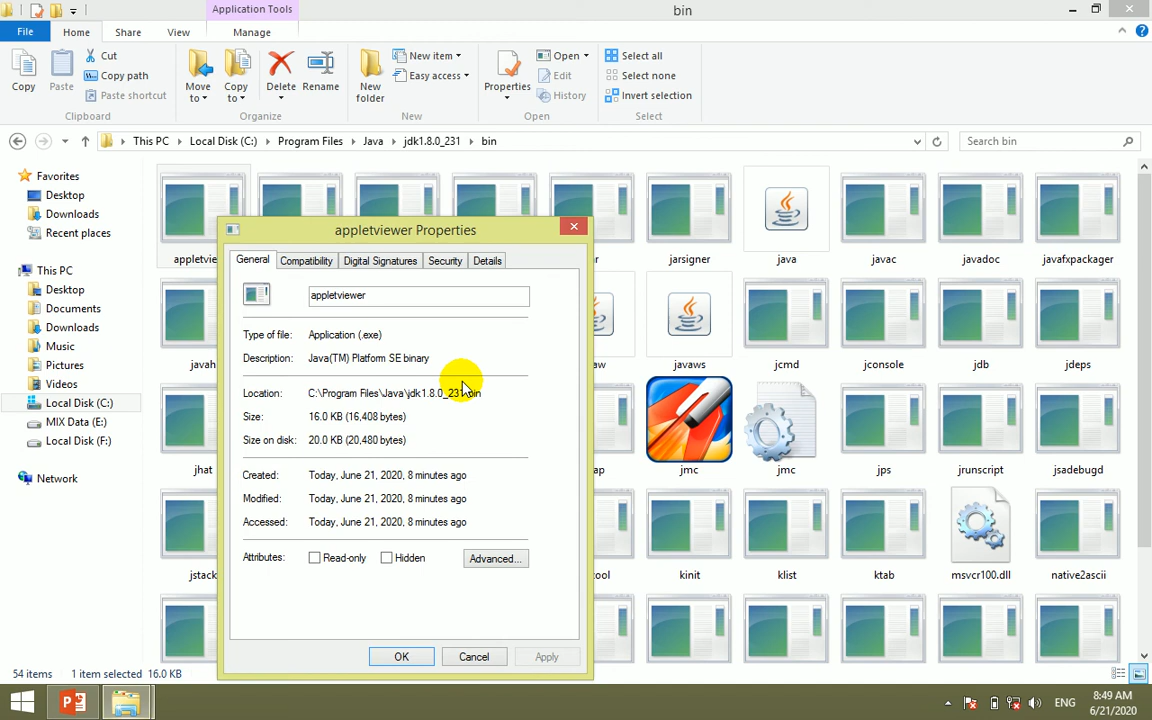 Application Tools
bin
File
Home
Share
View
Manage
Copy
Paste
Cut
Copy path
Paste shortcut
Clipboard
Move to
Copy to
Delete
Rename
Organize
New folder
New item
Easy access
New
Properties
Open
Edit
History
Open
Select all
Select none
Invert selection
Select
This PC
Local Disk (C:)
Program Files
Java
jdk1.8.0_231
bin
Search bin
Favorites
Desktop
Downloads
Recent places
This PC
Desktop
Documents
Downloads
Music
Pictures
Videos
Local Disk (C:)
MIX Data (E:)
Local Disk (F:)
Network
jarsigner
java
javac
javadoc
javafxpackager
javaws
jcmd
jconsole
jdb
jdeps
jhat
jmc
jmc
jps
jrunscript
jsadebugd
kinit
klist
ktab
msvcr100.dll
native2ascii
appletviewer Properties
General
Compatibility
Digital Signatures
Security
Details
appletviewer
Type of file: Application (.exe)
Description: Java(TM) Platform SE binary
Location: C:\Program Files\Java\jdk1.8.0_231\bin
Size: 16.0 KB (16,408 bytes)
Size on disk: 20.0 KB (20,480 bytes)
Created: Today, June 21, 2020, 8 minutes ago
Modified: Today, June 21, 2020, 8 minutes ago
Accessed: Today, June 21, 2020, 8 minutes ago
Attributes: Read-only Hidden Advanced...
OK
Cancel
Apply
54 items
1 item selected 16.0 KB
ENG
8:49 AM
6/21/2020